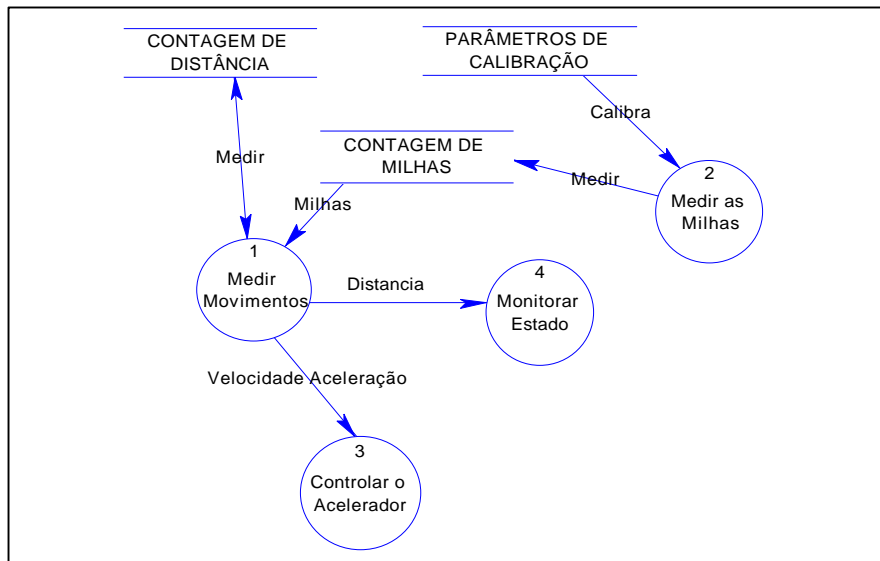 CONTAGEM DE
DISTÂNCIA
PARÂMETROS DE
CALIBRAÇÃO
Calibra
CONTAGEM DE
MILHAS
Medir
Medir
2
Medir as
Milhas
Milhas
1
Medir
Movimentos
Distancia
4
Monitorar
Estado
Velocidade Aceleração
3
Controlar o
Acelerador